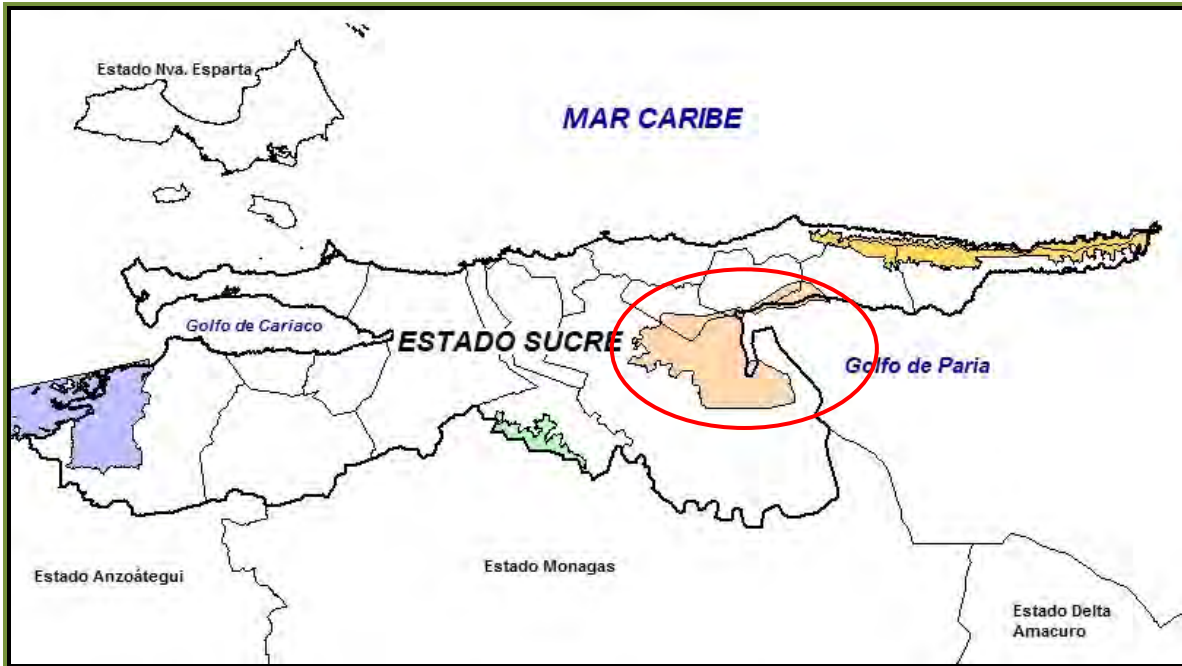 Estado Nva. Esparta
MAR CARIBE
Golfo de Cariaco
ESTADO SUCRE
Golfo de Paria
Estado Anzoátegui
Estado Monagas
Estado Delta
Amacuro